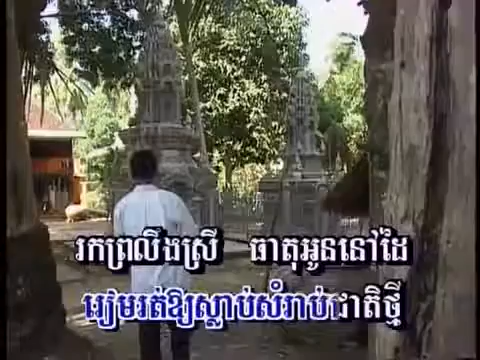 រកព្រលឹងស្រី ធាតុអូននៅដៃ
រៀមរត់ឱ្យស្លាប់សំរាប់ជាតិថ្មី